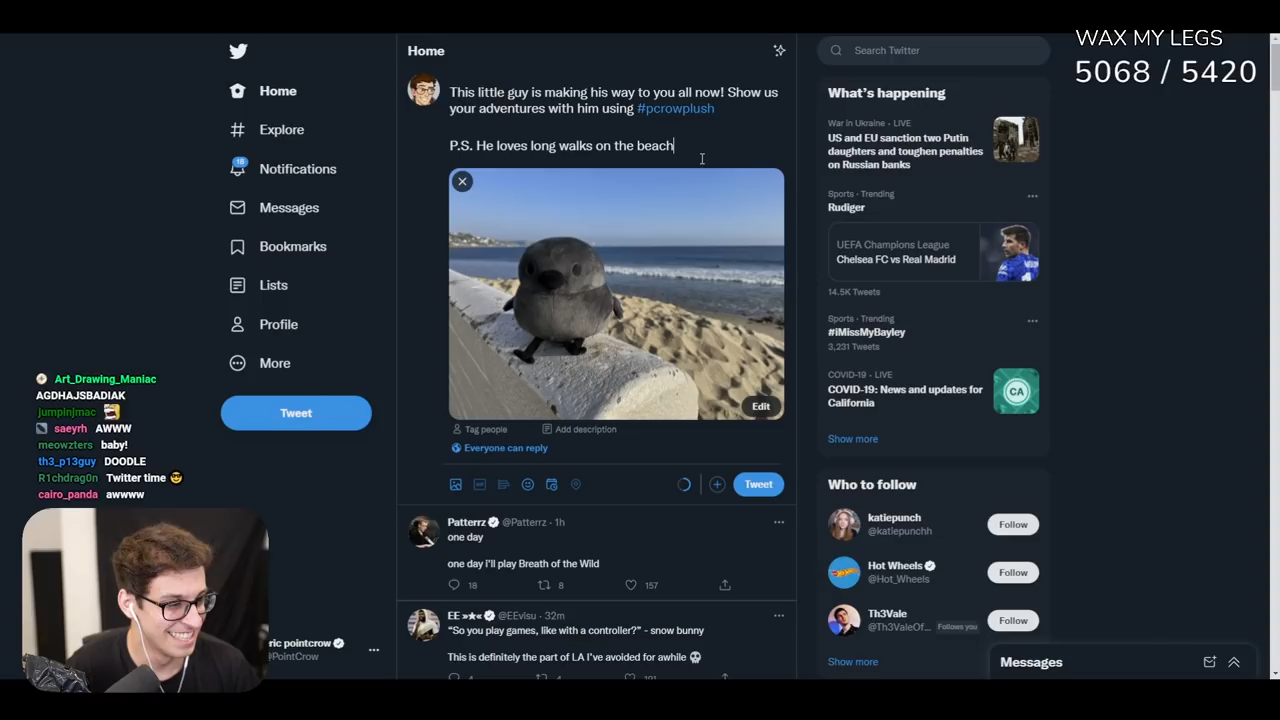 WAX MY LEGS
5068 / 5420
Home
Explore
18
Notifications
Messages
Bookmarks
Lists
Profile
More
Tweet
Art_Drawing_Maniac
AGDHAJSBADIAK
jumpinjmac
saeyrh AWWW
meowzters baby!
th3_p13guy DOODLE
R1chdrag0n Twitter time
cairo_panda awwww
ric pointcrow
@PointCrow
Home
This little guy is making his way to you all now! Show us
your adventures with him using #pcrowplush
P.S. He loves long walks on the beach
Edit
Tag people Add description
Everyone can reply
GIF
Tweet
Patterrz @Patterrz · 1h
one day
one day i'll play Breath of the Wild
18 8 157
EE »★« @EEvisu · 32m
“So you play games, like with a controller?” - snow bunny
This is definitely the part of LA I've avoided for awhile
Search Twitter
What's happening
War in Ukraine · LIVE
US and EU sanction two Putin
daughters and toughen penalties
on Russian banks
Sports · Trending
Rudiger
UEFA Champions League
Chelsea FC vs Real Madrid
14.5K Tweets
Sports · Trending
#iMissMyBayley
3,231 Tweets
COVID-19 · LIVE
COVID-19: News and updates for
California
CA
Show more
Who to follow
katiepunch
@katiepunchh
Follow
Hot Wheels
@Hot_Wheels
Follow
Th3Vale
@Th3ValeOf... Follows you
Follow
Show more
Messages